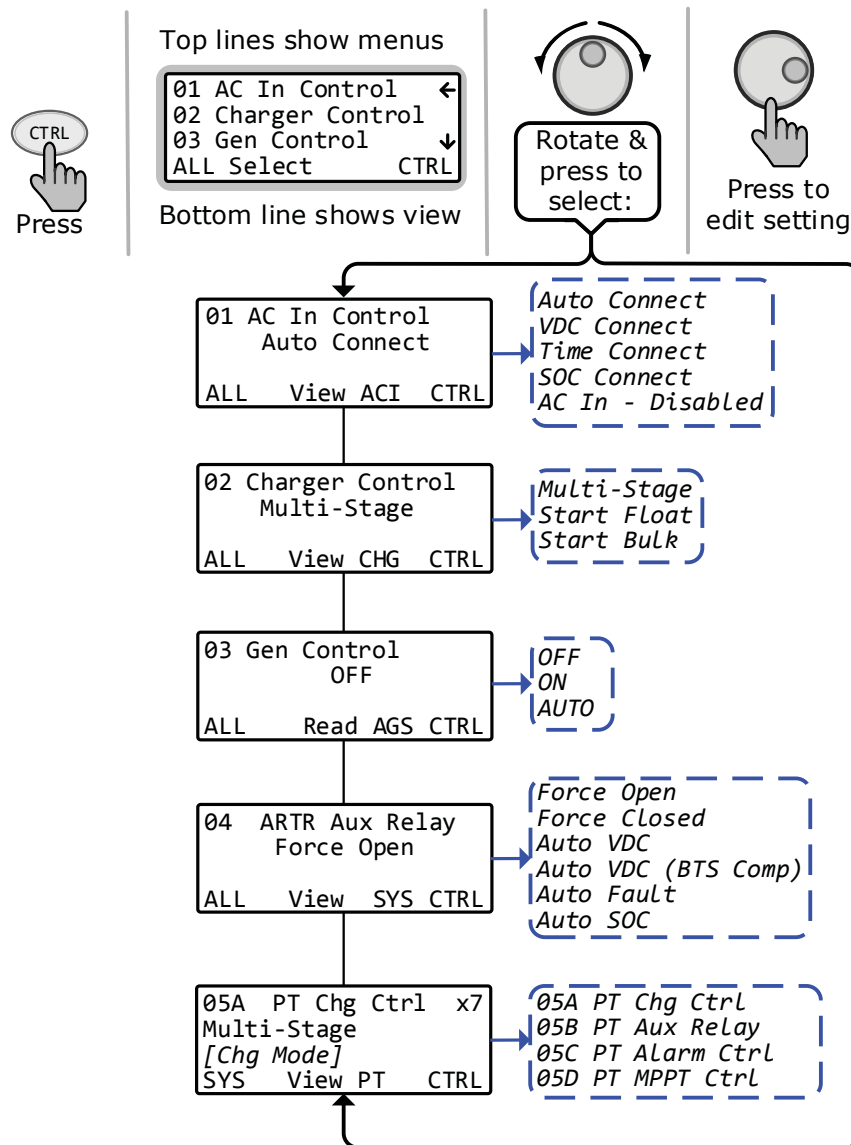 CTRL
Press
Top lines show menus
01 AC In Control ←
02 Charger Control
03 Gen Control ↓
ALL Select CTRL
Bottom line shows view
Rotate &
press to
select:
Press to
edit setting
01 AC In Control
Auto Connect
ALL View ACI CTRL
Auto Connect
VDC Connect
Time Connect
SOC Connect
AC In - Disabled
02 Charger Control
Multi-Stage
ALL View CHG CTRL
Multi-Stage
Start Float
Start Bulk
03 Gen Control
OFF
ALL Read AGS CTRL
OFF
ON
AUTO
04 ARTR Aux Relay
Force Open
ALL View SYS CTRL
Force Open
Force Closed
Auto VDC
Auto VDC (BTS Comp)
Auto Fault
Auto SOC
05A PT Chg Ctrl x7
Multi-Stage
[Chg Mode]
SYS View PT CTRL
05A PT Chg Ctrl
05B PT Aux Relay
05C PT Alarm Ctrl
05D PT MPPT Ctrl